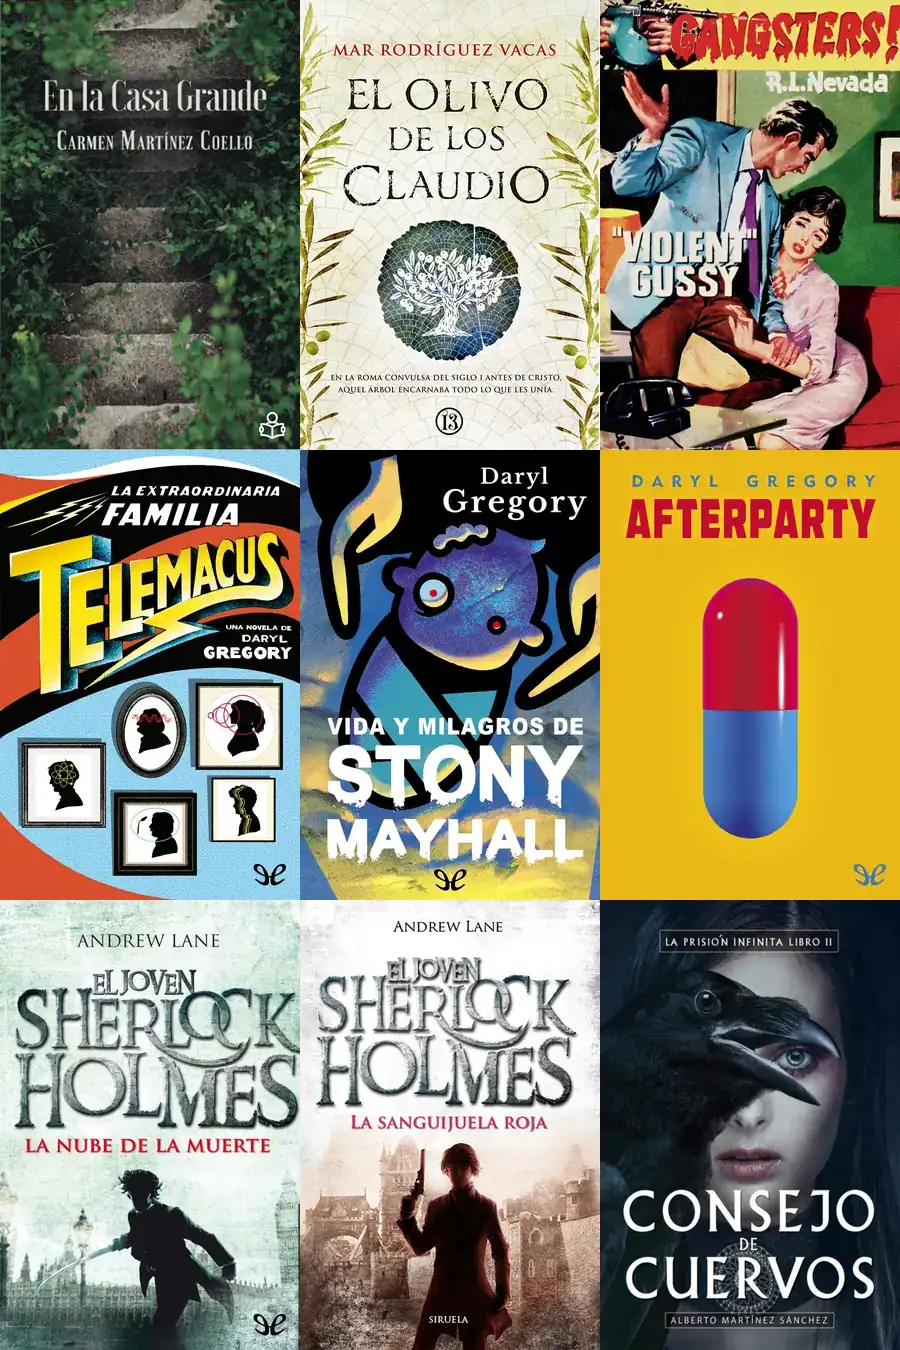 En la Casa Grande
CARMEN MARTÍNEZ COELLO
MAR RODRÍGUEZ VACAS
EL OLIVO
DE LOS
CLAUDIO
EN LA ROMA CONVULSA DEL SIGLO I ANTES DE CRISTO,
AQUEL ÁRBOL ENCARNABA TODO LO QUE LES UNÍA.
13
GANGSTERS!
R.L. Nevada
"VIOLENT"
GUSSY
LA EXTRAORDINARIA
FAMILIA
TELEMACUS
UNA NOVELA DE
DARYL
GREGORY
Daryl
Gregory
VIDA Y MILAGROS DE
STONY
MAYHALL
DARYL GREGORY
AFTERPARTY
ANDREW LANE
EL JOVEN
SHERLOCK
HOLMES
LA NUBE DE LA MUERTE
ANDREW LANE
EL JOVEN
SHERLOCK
HOLMES
LA SANGUIJUELA ROJA
SIRUELA
LA PRISIÓN INFINITA LIBRO II
CONSEJO
DE
CUERVOS
ALBERTO MARTÍNEZ SÁNCHEZ